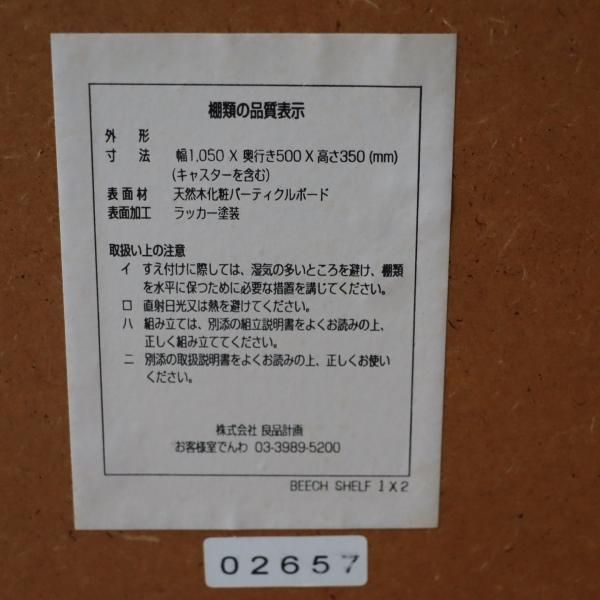 棚類の品質表示
外　形
寸　法　幅1,050 X 奥行き500 X 高さ350 (mm)
(キャスターを含む)
表 面 材　天然木化粧パーティクルボード
表面加工　ラッカー塗装
取扱い上の注意
イ　すえ付けに際しては、湿気の多いところを避け、棚類
を水平に保つために必要な措置を講じてください。
ロ　直射日光又は熱を避けてください。
ハ　組み立ては、別添の組立説明書をよくお読みの上、
正しく組み立ててください。
ニ　別添の取扱説明書をよくお読みの上、正しくお使い
ください。
株式会社 良品計画
お客様室でんわ 03-3989-5200
BEECH SHELF 1X2
02657